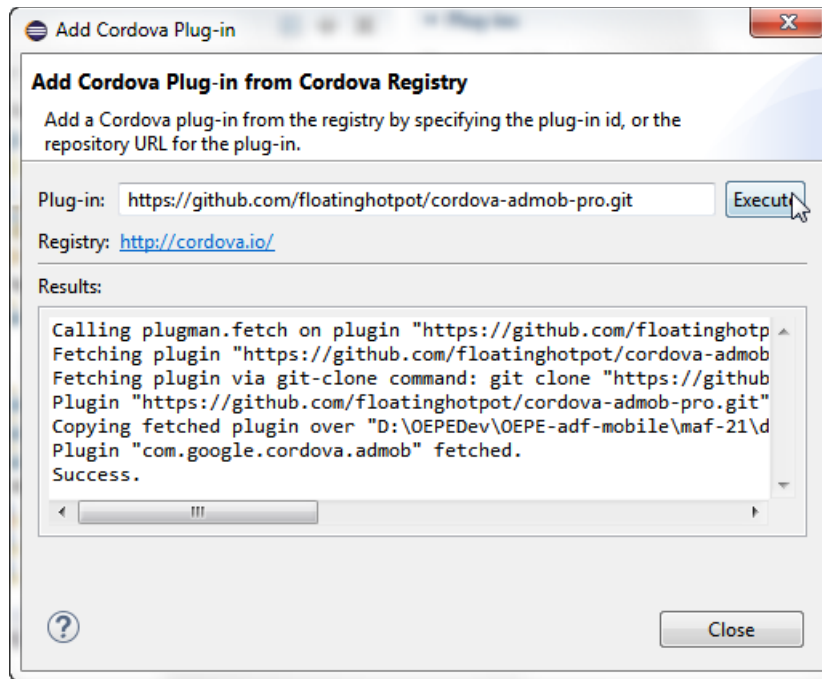 Add Cordova Plug-in
Add Cordova Plug-in from Cordova Registry
Add a Cordova plug-in from the registry by specifying the plug-in id, or the
repository URL for the plug-in.
Plug-in: https://github.com/floatinghotpot/cordova-admob-pro.git Execute
Registry: http://cordova.io/
Results:
Calling plugman.fetch on plugin "https://github.com/floatinghotp
Fetching plugin "https://github.com/floatinghotpot/cordova-admob
Fetching plugin via git-clone command: git clone "https://github
Plugin "https://github.com/floatinghotpot/cordova-admob-pro.git"
Copying fetched plugin over "D:\OEPEDev\OEPE-adf-mobile\maf-21\d
Plugin "com.google.cordova.admob" fetched.
Success.
Close